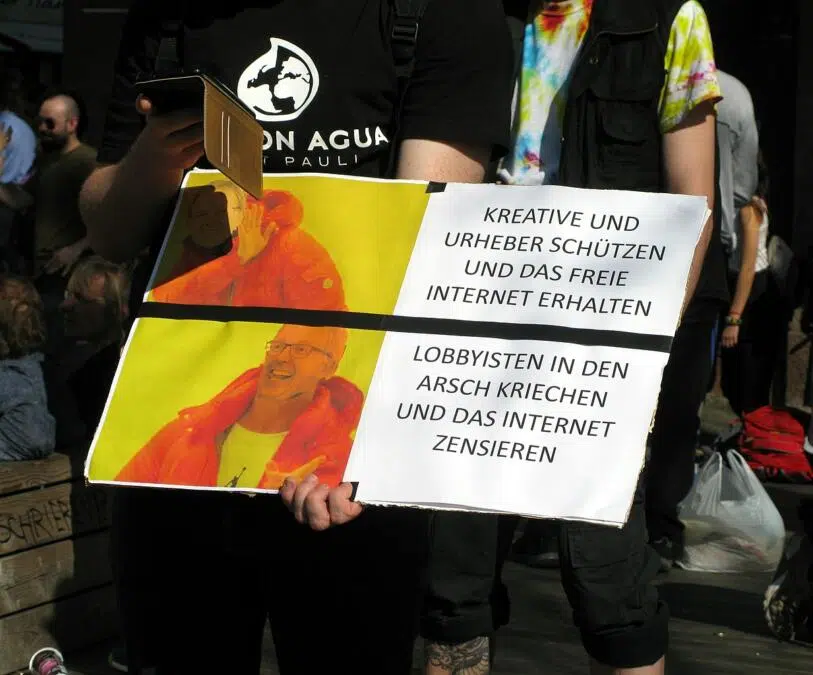 ON AGUA
T PAULI
KREATIVE UND
URHEBER SCHÜTZEN
UND DAS FREIE
INTERNET ERHALTEN
LOBBYISTEN IN DEN
ARSCH KRIECHEN
UND DAS INTERNET
ZENSIEREN